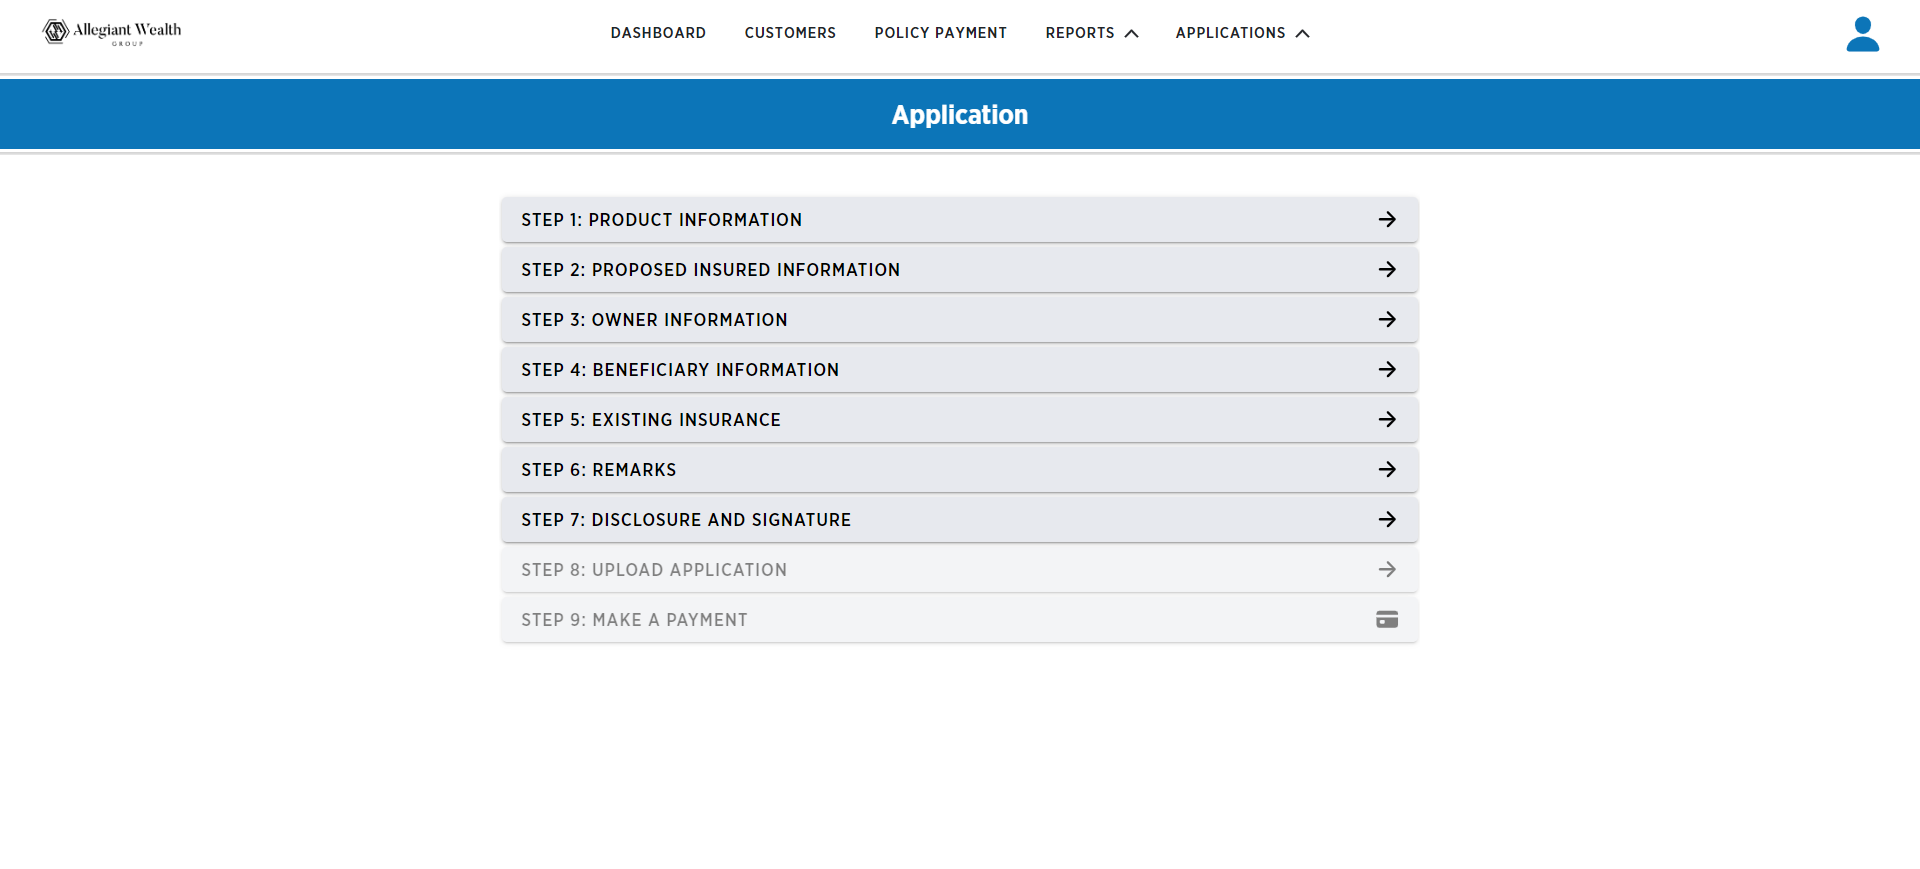 Allegiant Wealth
GROUP
DASHBOARD CUSTOMERS POLICY PAYMENT REPORTS APPLICATIONS
Application
STEP 1: PRODUCT INFORMATION
STEP 2: PROPOSED INSURED INFORMATION
STEP 3: OWNER INFORMATION
STEP 4: BENEFICIARY INFORMATION
STEP 5: EXISTING INSURANCE
STEP 6: REMARKS
STEP 7: DISCLOSURE AND SIGNATURE
STEP 8: UPLOAD APPLICATION
STEP 9: MAKE A PAYMENT